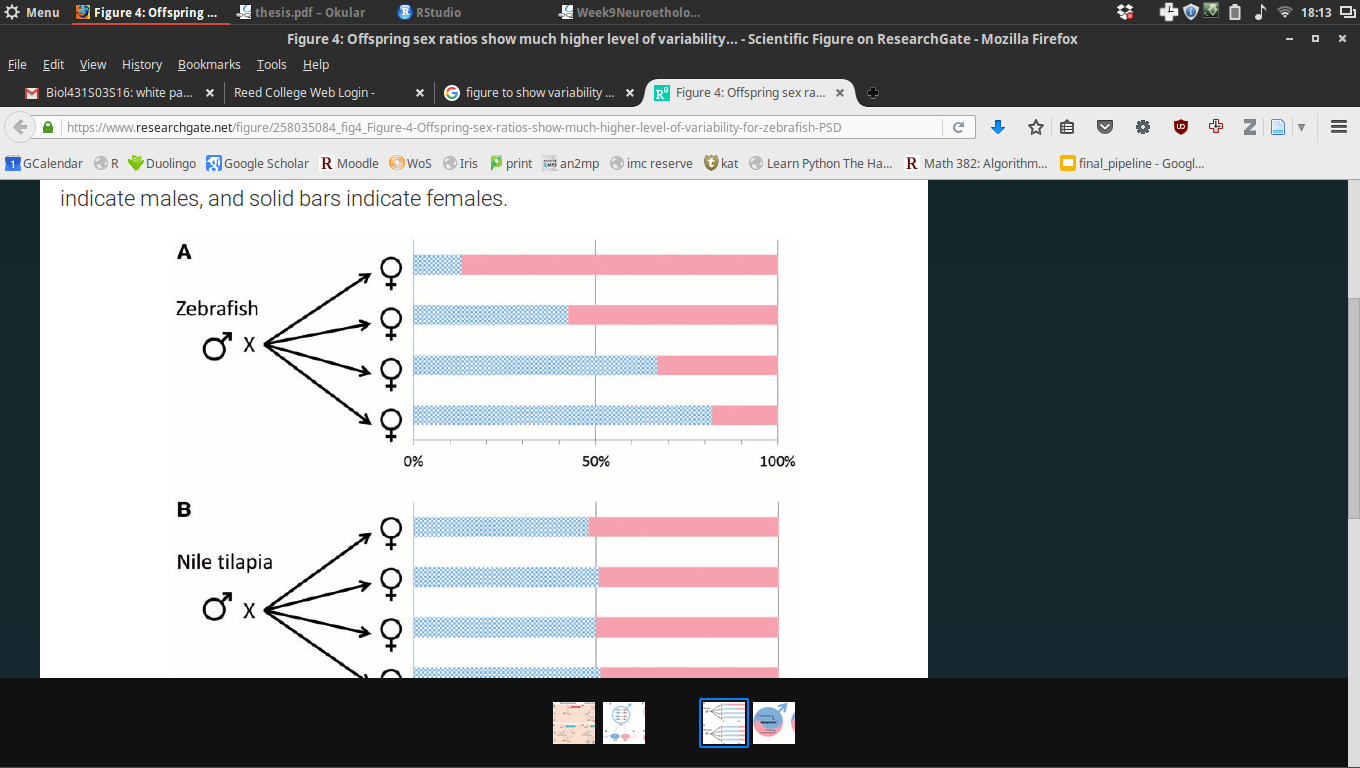 Menu Figure 4: Offspring ... thesis.pdf – Okular RStudio Week9Neuroetholo... 18:13
Figure 4: Offspring sex ratios show much higher level of variability... - Scientific Figure on ResearchGate - Mozilla Firefox
File Edit View History Bookmarks Tools Help
Biol431S03S16: white pa... Reed College Web Login - figure to show variability ... Figure 4: Offspring sex ra...
https://www.researchgate.net/figure/258035084_fig4_Figure-4-Offspring-sex-ratios-show-much-higher-level-of-variability-for-zebrafish-PSD
GCalendar R Duolingo Google Scholar Moodle WoS Iris print an2mp imc reserve kat Learn Python The Ha... Math 382: Algorithm... final_pipeline - Googl...
indicate males, and solid bars indicate females.
A
Zebrafish
X
0% 50% 100%
B
Nile tilapia
X